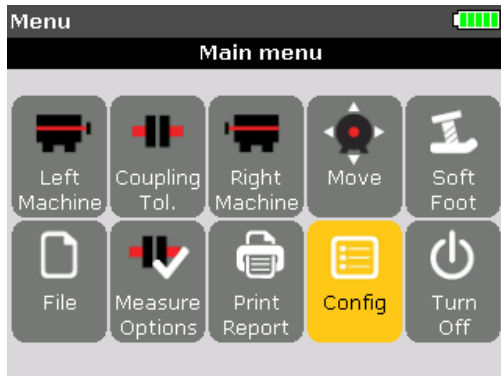 Menu
Main menu
Left
Machine
Coupling
Tol.
Right
Machine
Move
Soft
Foot
File
Measure
Options
Print
Report
Config
Turn
Off